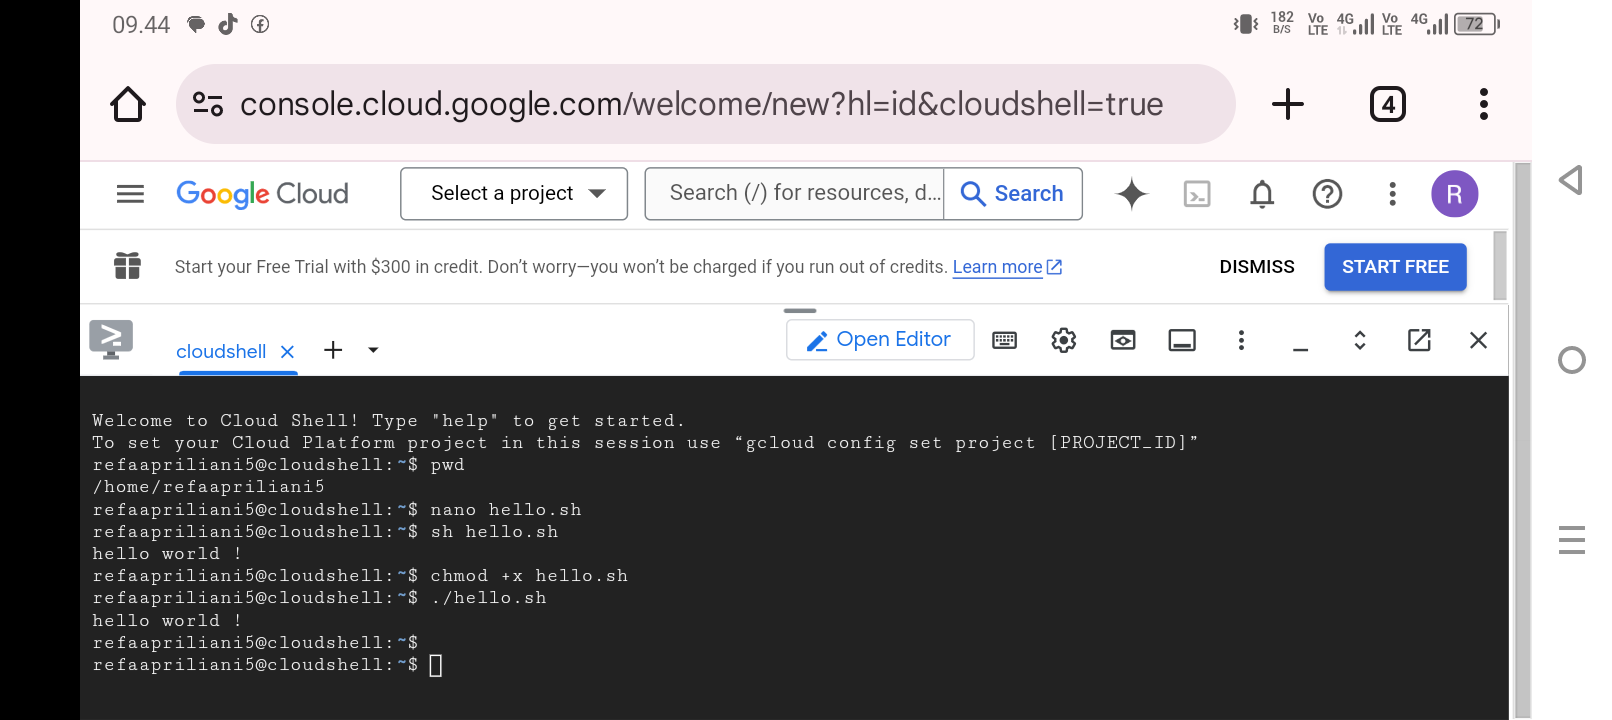 09.44
182 B/S Vo LTE 4G Vo LTE 4G 72
console.cloud.google.com/welcome/new?hl=id&cloudshell=true
4
Google Cloud
Select a project
Search (/) for resources, d...
Search
R
Start your Free Trial with $300 in credit. Don't worry—you won't be charged if you run out of credits. Learn more
DISMISS
START FREE
cloudshell
Open Editor
Welcome to Cloud Shell! Type "help" to get started.
To set your Cloud Platform project in this session use “gcloud config set project [PROJECT_ID]”
refaapriliani5@cloudshell:~$ pwd
/home/refaapriliani5
refaapriliani5@cloudshell:~$ nano hello.sh
refaapriliani5@cloudshell:~$ sh hello.sh
hello world !
refaapriliani5@cloudshell:~$ chmod +x hello.sh
refaapriliani5@cloudshell:~$ ./hello.sh
hello world !
refaapriliani5@cloudshell:~$
refaapriliani5@cloudshell:~$